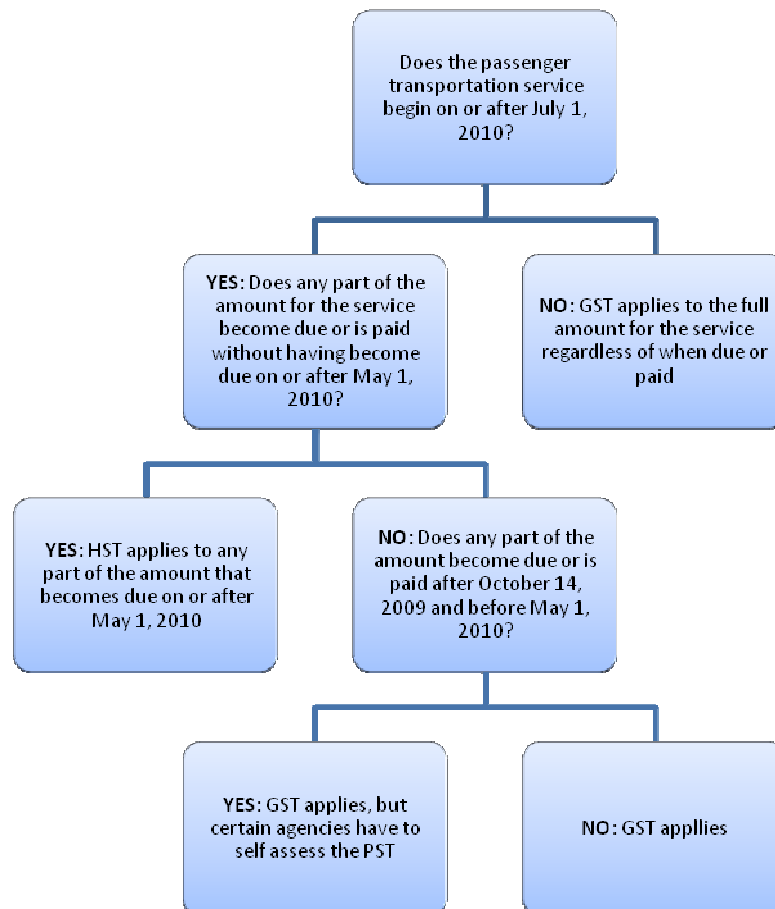 Does the passenger
transportation service
begin on or after July 1,
2010?
YES: Does any part of the
amount for the service
become due or is paid
without having become
due on or after May 1,
2010?
NO: GST applies to the full
amount for the service
regardless of when due or
paid
YES: HST applies to any
part of the amount that
becomes due on or after
May 1, 2010
NO: Does any part of the
amount become due or is
paid after October 14,
2009 and before May 1,
2010?
YES: GST applies, but
certain agencies have to
self assess the PST
NO: GST appllies